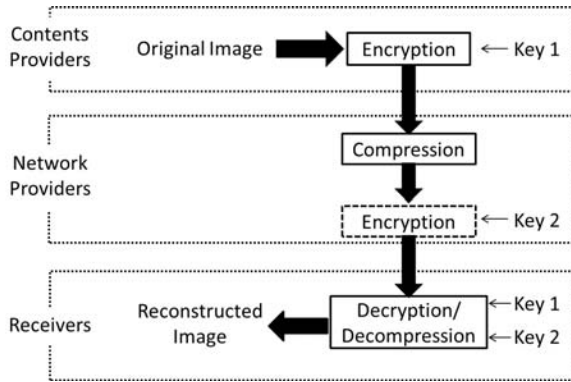 Contents
Providers
Original Image
Encryption
Key 1
Network
Providers
Compression
Encryption
Key 2
Receivers
Reconstructed
Image
Decryption/
Decompression
Key 1
Key 2